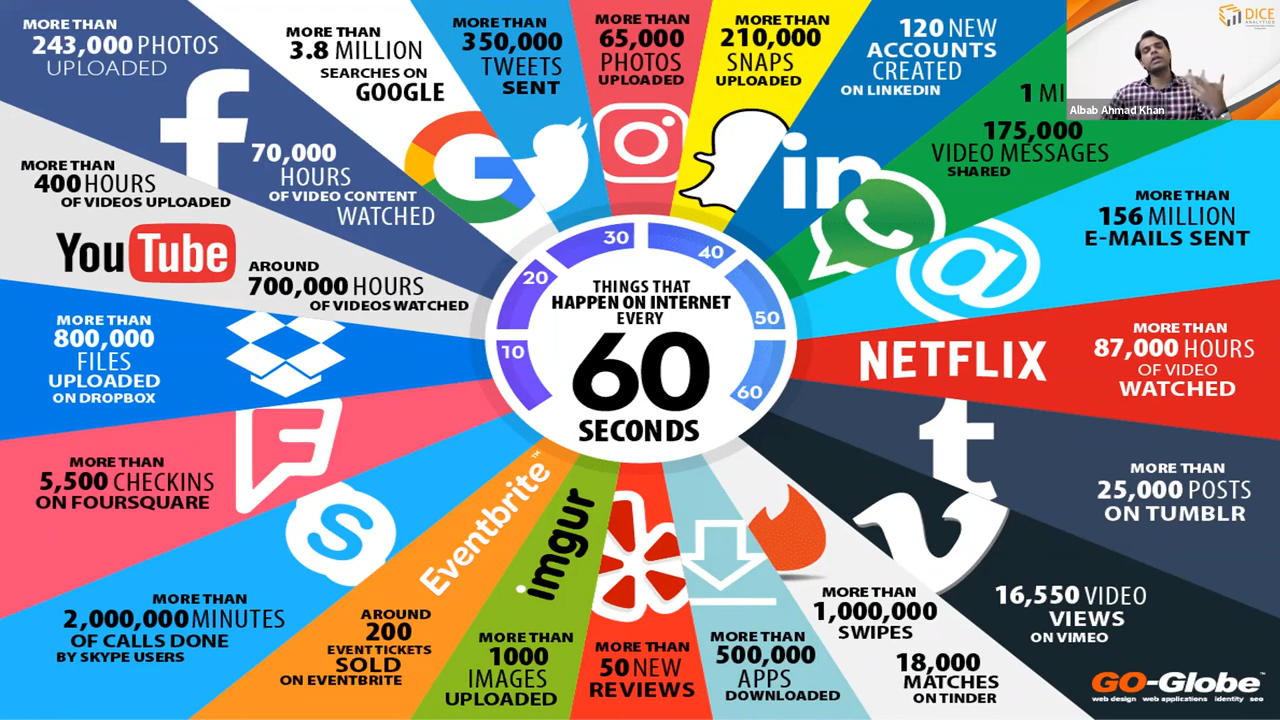 MORE THAN
243,000 PHOTOS
UPLOADED
70,000
HOURS
OF VIDEO CONTENT
WATCHED
MORE THAN
3.8 MILLION
SEARCHES ON
GOOGLE
MORE THAN
350,000
TWEETS
SENT
MORE THAN
65,000
PHOTOS
UPLOADED
MORE THAN
210,000
SNAPS
UPLOADED
120 NEW
ACCOUNTS
CREATED
ON LINKEDIN
in
DICE
ANALYTICS
Albab Ahmad Khan
1 MI
175,000
VIDEO MESSAGES
SHARED
MORE THAN
156 MILLION
E-MAILS SENT
@
NETFLIX
MORE THAN
87,000 HOURS
OF VIDEO
WATCHED
t
MORE THAN
25,000 POSTS
ON TUMBLR
16,550 VIDEO
VIEWS
ON VIMEO
MORE THAN
1,000,000
SWIPES
18,000
MATCHES
ON TINDER
MORE THAN
500,000
APPS
DOWNLOADED
MORE THAN
50 NEW
REVIEWS
imgur
MORE THAN
1000
IMAGES
UPLOADED
Eventbrite™
AROUND
200
EVENT TICKETS
SOLD
ON EVENTBRITE
MORE THAN
2,000,000 MINUTES
OF CALLS DONE
BY SKYPE USERS
MORE THAN
5,500 CHECKINS
ON FOURSQUARE
MORE THAN
800,000
FILES
UPLOADED
ON DROPBOX
MORE THAN
400 HOURS
OF VIDEOS UPLOADED
YouTube
AROUND
700,000 HOURS
OF VIDEOS WATCHED
10
20
30
40
50
60
THINGS THAT
HAPPEN ON INTERNET
EVERY
60
SECONDS
GO-Globe™
web design web applications identity seo